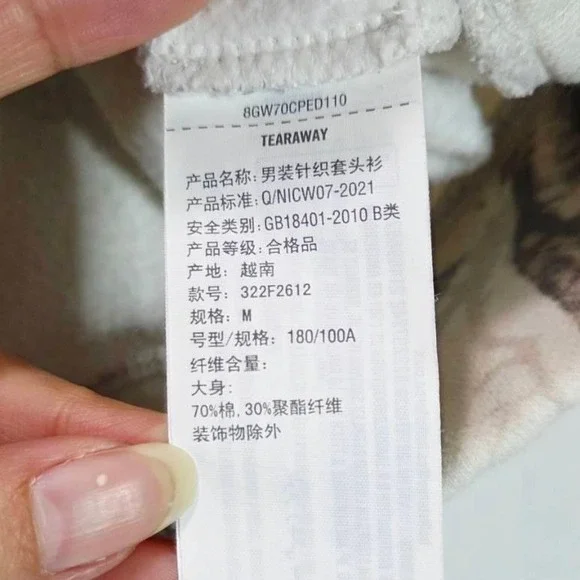 8GW70CPED110
TEARAWAY
产品名称: 男装针织套头衫
产品标准: Q/NICW07-2021
安全类别: GB18401-2010 B类
产品等级: 合格品
产地: 越南
款号: 322F2612
规格: M
号型/规格: 180/100A
纤维含量:
大身:
70%棉, 30%聚酯纤维
装饰物除外